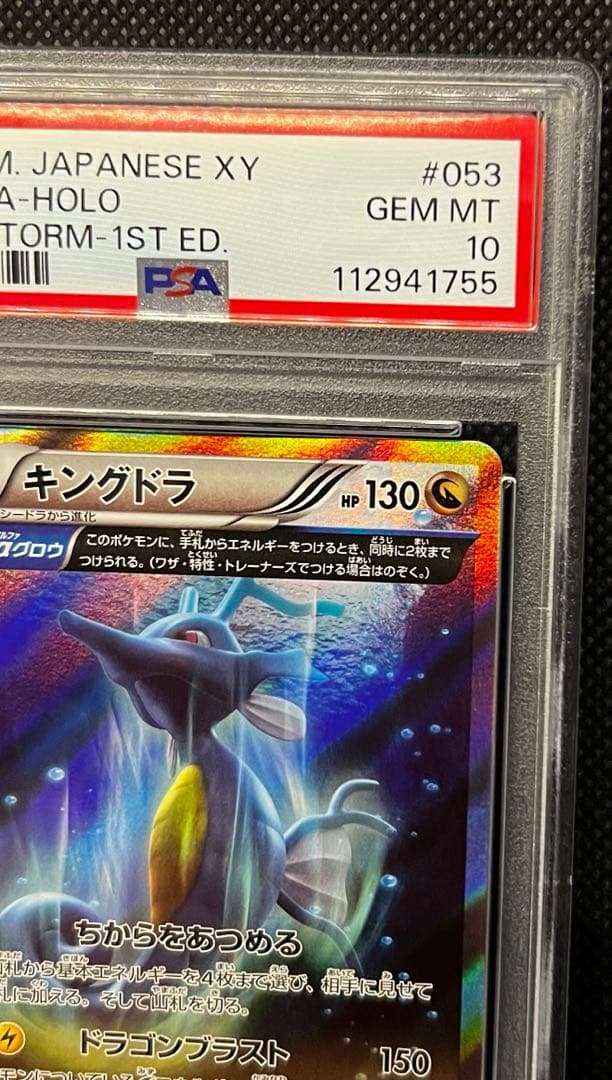 M. JAPANESE XY #053
A-HOLO GEM MT
TORM-1ST ED. 10
PSA 112941755
キングドラ HP 130
シードラから進化
αグロウ
このポケモンに、手札からエネルギーをつけるとき、同時に2枚まで
つけられる。（ワザ・特性・トレーナーズでつける場合はのぞく。）
ちからをあつめる
山札から基本エネルギーを4枚まで選び、相手に見せて
に加える。そして山札を切る。
ドラゴンブラスト 150